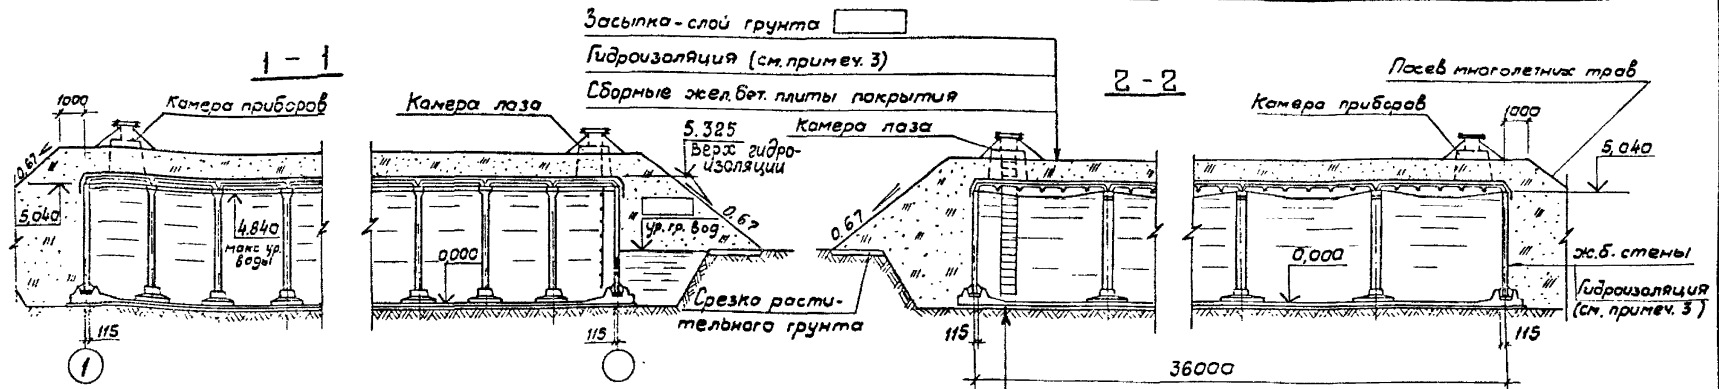 Засыпка-слой грунта
Гидроизоляция (см. примеч. 3)
Сборные жел. бет. плиты покрытия
1 - 1
2 - 2
Посев многолетних трав
1000
Камера приборов
Камера лаза
5.325
Верх гидро-
изоляции
Камера лаза
Камера приборов
1000
5,040
0,67
5,040
4.840
макс ур.
воды
0,000
ур. гр. вод
0,67
0,67
0,000
ж.б. стены
Гидроизоляция
(см. примеч. 3)
Срезка расти-
тельного грунта
115
115
115
115
1
36000